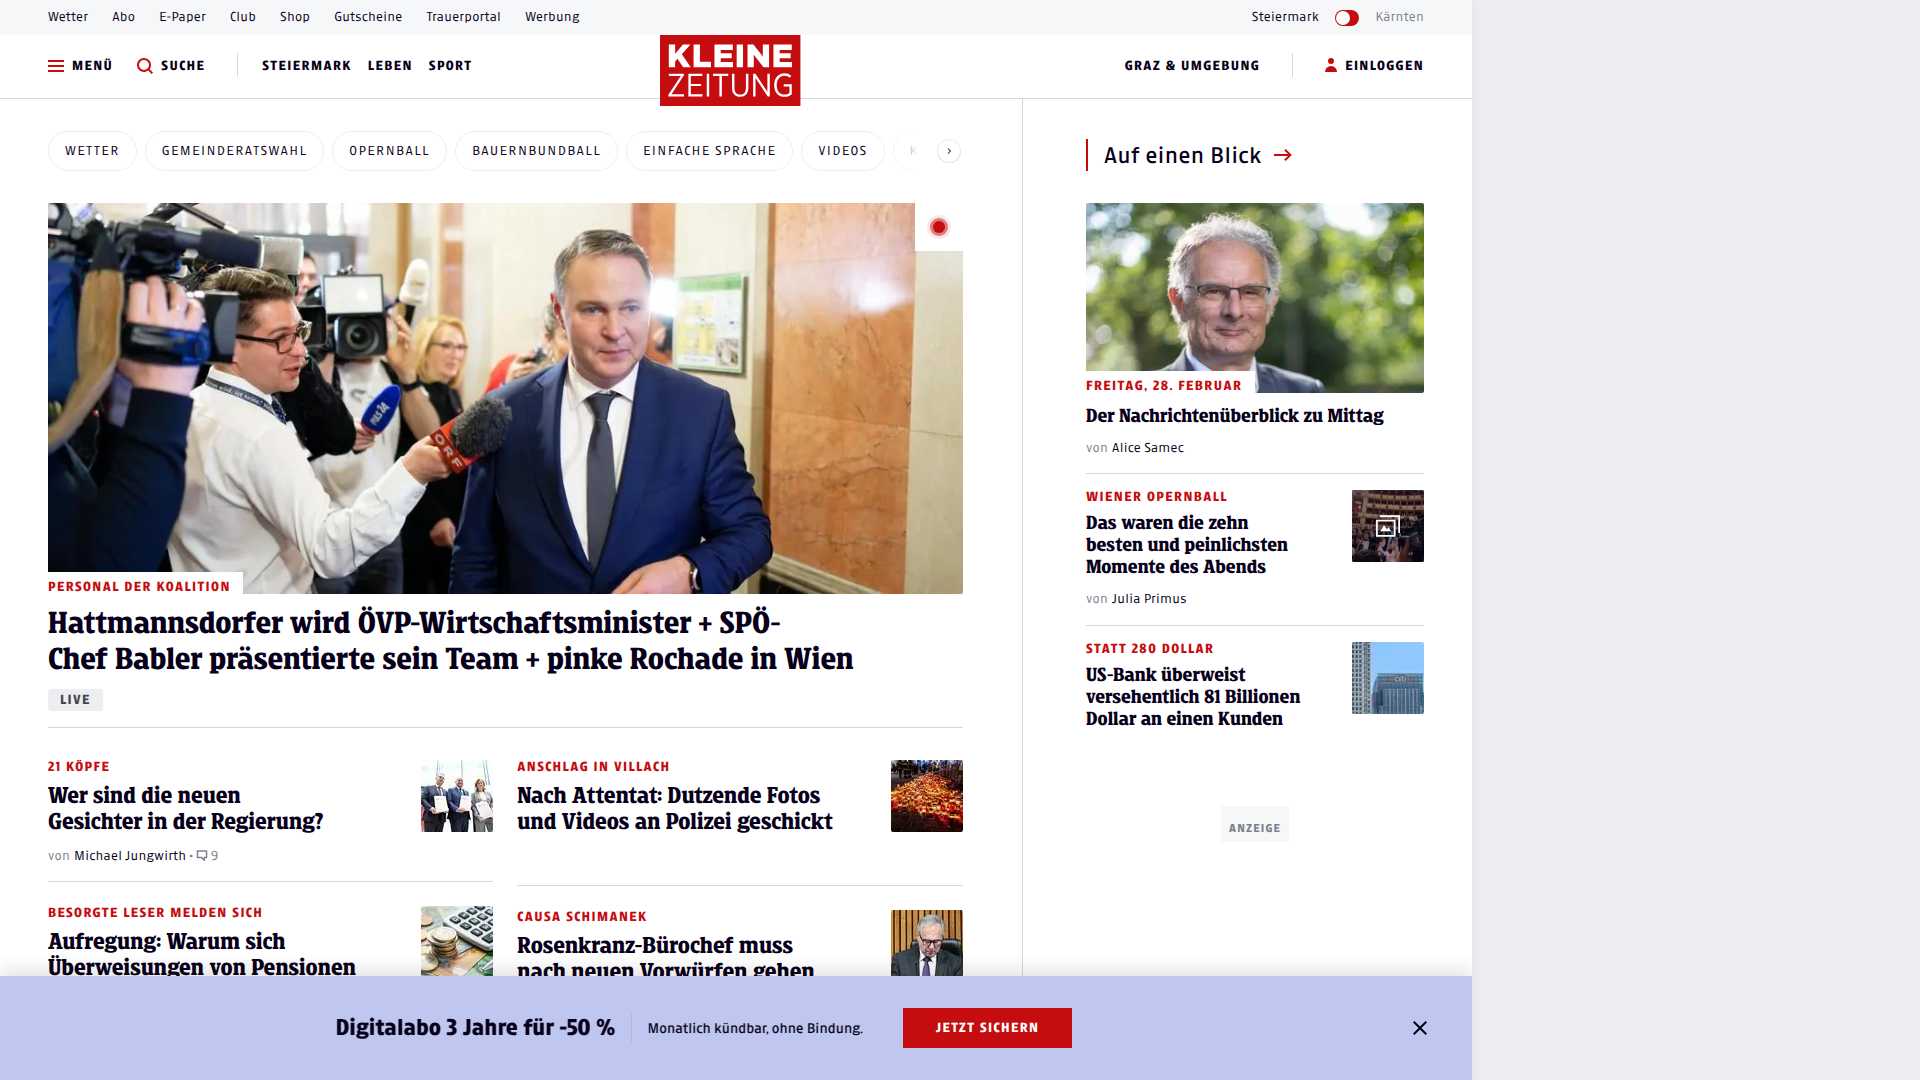 Wetter Abo E-Paper Club Shop Gutscheine Trauerportal Werbung Steiermark Kärnten
MENÜ SUCHE STEIERMARK LEBEN SPORT KLEINE ZEITUNG GRAZ & UMGEBUNG EINLOGGEN
WETTER GEMEINDERATSWAHL OPERNBALL BAUERNBUNDBALL EINFACHE SPRACHE VIDEOS K
PULS 24
ORF
PERSONAL DER KOALITION
Hattmannsdorfer wird ÖVP-Wirtschaftsminister + SPÖ-
Chef Babler präsentierte sein Team + pinke Rochade in Wien
LIVE
21 KÖPFE
Wer sind die neuen
Gesichter in der Regierung?
von Michael Jungwirth • 9
ANSCHLAG IN VILLACH
Nach Attentat: Dutzende Fotos
und Videos an Polizei geschickt
BESORGTE LESER MELDEN SICH
Aufregung: Warum sich
Überweisungen von Pensionen
CAUSA SCHIMANEK
Rosenkranz-Bürochef muss
nach neuen Vorwürfen gehen
Auf einen Blick
FREITAG, 28. FEBRUAR
Der Nachrichtenüberblick zu Mittag
von Alice Samec
WIENER OPERNBALL
Das waren die zehn
besten und peinlichsten
Momente des Abends
von Julia Primus
STATT 280 DOLLAR
US-Bank überweist
versehentlich 81 Billionen
Dollar an einen Kunden
citi
ANZEIGE
Digitalabo 3 Jahre für -50 % Monatlich kündbar, ohne Bindung. JETZT SICHERN